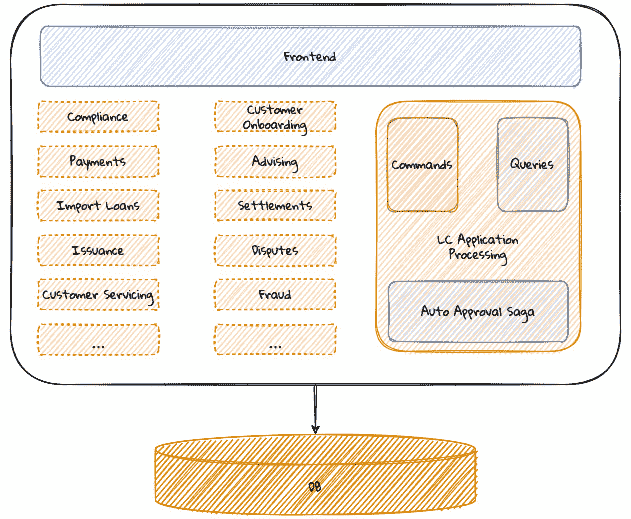 Frontend
Compliance
Payments
Import Loans
Issuance
Customer Servicing
...
Customer
Onboarding
Advising
Settlements
Disputes
Fraud
...
Commands
Queries
LC Application
Processing
Auto Approval Saga
DB